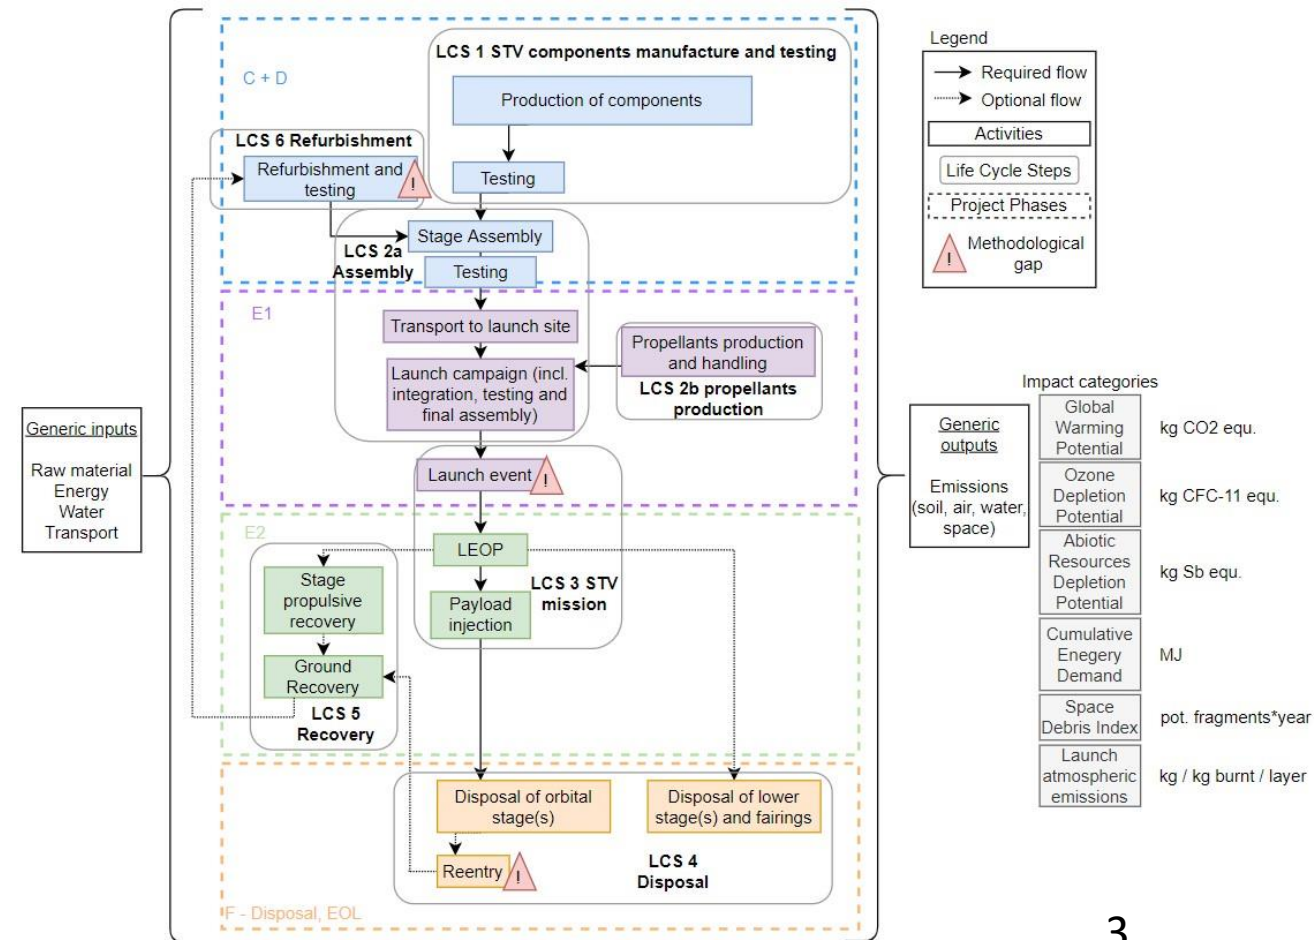 C + D
LCS 1 STV components manufacture and testing
Production of components
Testing
LCS 6 Refurbishment
Refurbishment and
testing
!
Stage Assembly
LCS 2a
Assembly
Testing
E1
Transport to launch site
Launch campaign (incl.
integration, testing and
final assembly)
Propellants production
and handling
LCS 2b propellants
production
Launch event
!
E2
LEOP
LCS 3 STV
mission
Payload
injection
Stage
propulsive
recovery
Ground
Recovery
LCS 5
Recovery
Disposal of orbital
stage(s)
Disposal of lower
stage(s) and fairings
Reentry
!
LCS 4
Disposal
F - Disposal, EOL
Generic inputs
Raw material
Energy
Water
Transport
Generic
outputs
Emissions
(soil, air, water,
space)
Legend
Required flow
Optional flow
Activities
Life Cycle Steps
Project Phases
!
Methodological
gap
Impact categories
Global
Warming
Potential
kg CO2 equ.
Ozone
Depletion
Potential
kg CFC-11 equ.
Abiotic
Resources
Depletion
Potential
kg Sb equ.
Cumulative
Enegery
Demand
MJ
Space
Debris Index
pot. fragments*year
Launch
atmospheric
emissions
kg / kg burnt / layer
3